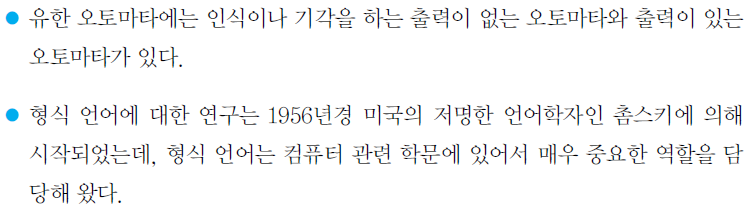 ● 유한 오토마타에는 인식이나 기각을 하는 출력이 없는 오토마타와 출력이 있는
오토마타가 있다.
● 형식 언어에 대한 연구는 1956년경 미국의 저명한 언어학자인 촘스키에 의해
시작되었는데, 형식 언어는 컴퓨터 관련 학문에 있어서 매우 중요한 역할을 담
당해 왔다.